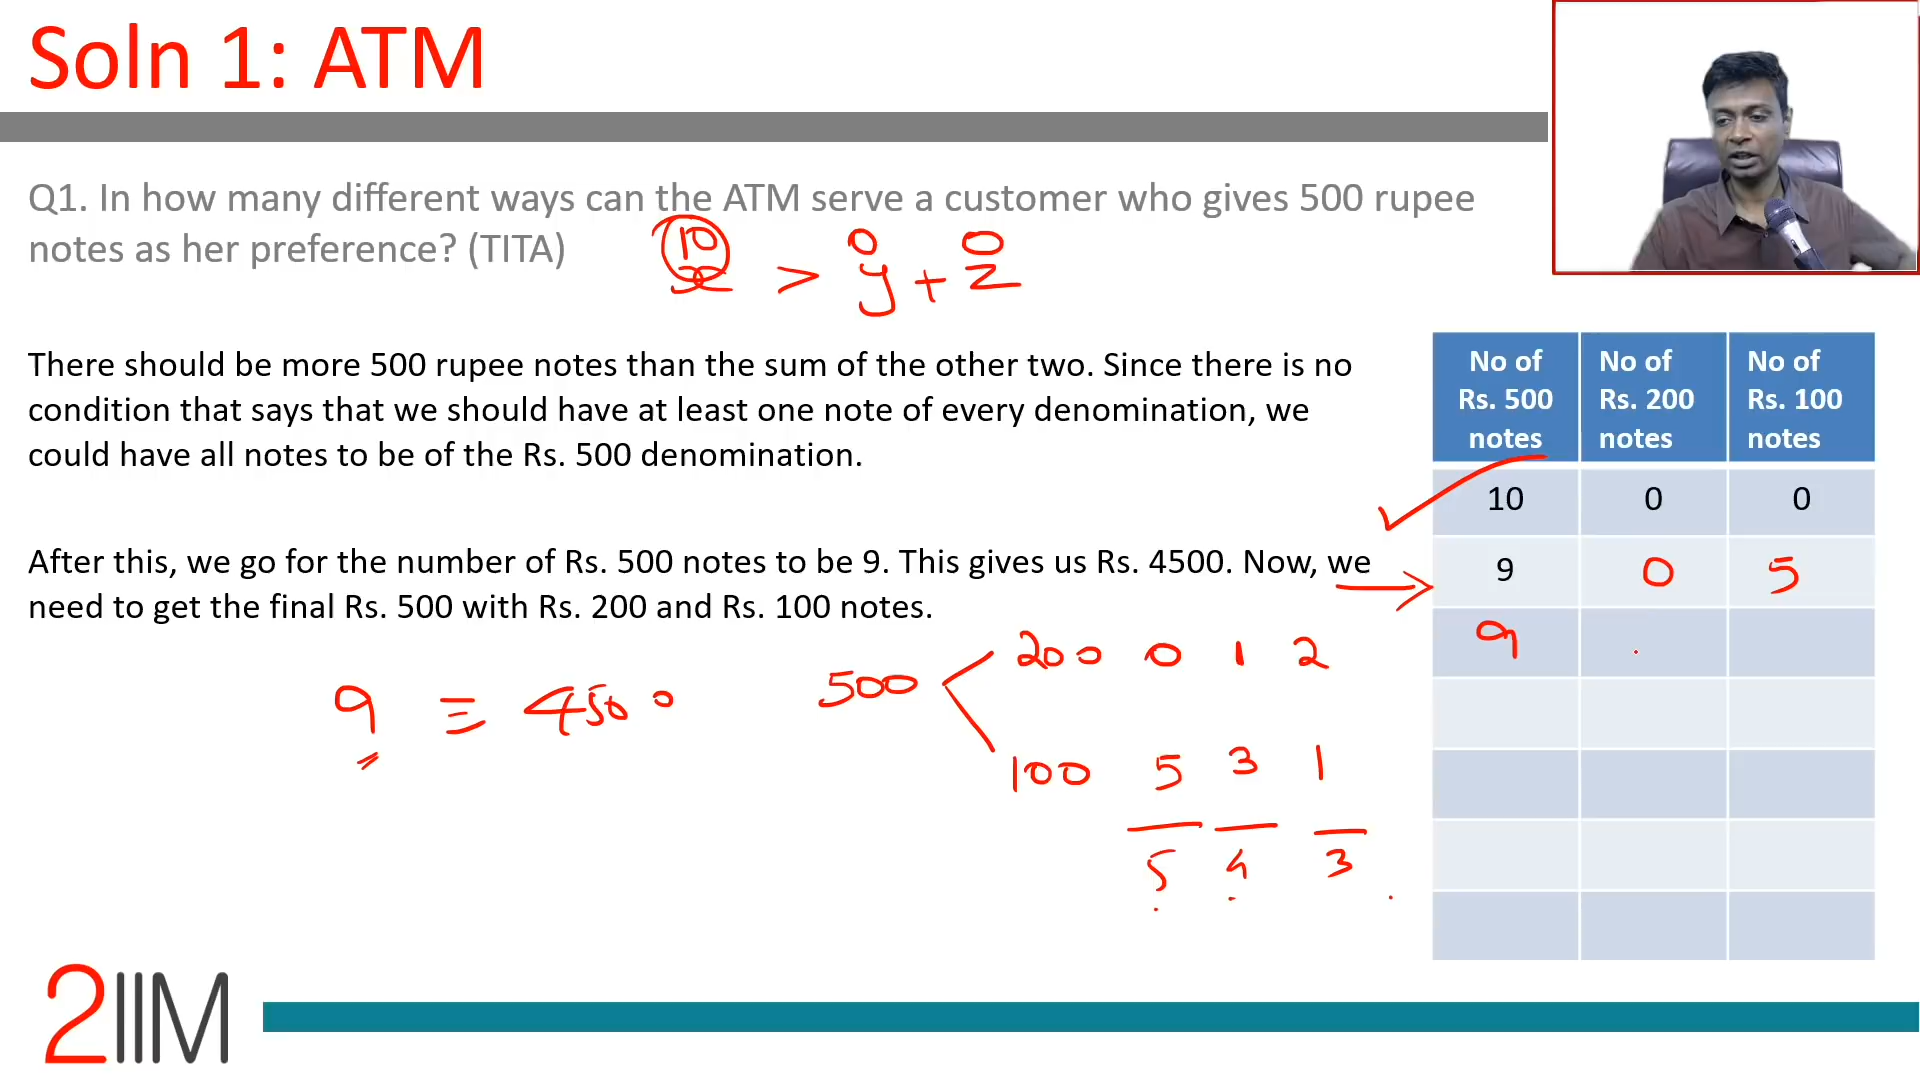 Soln 1: ATM
Q1. In how many different ways can the ATM serve a customer who gives 500 rupee
notes as her preference? (TITA)
10 0 0
x > y + z
There should be more 500 rupee notes than the sum of the other two. Since there is no
condition that says that we should have at least one note of every denomination, we
could have all notes to be of the Rs. 500 denomination.
After this, we go for the number of Rs. 500 notes to be 9. This gives us Rs. 4500. Now, we
need to get the final Rs. 500 with Rs. 200 and Rs. 100 notes.
9 ≡ 4500
500
200 0 1 2
100 5 3 1
5 4 3
No of Rs. 500 notes No of Rs. 200 notes No of Rs. 100 notes
10 0 0
9 0 5
9
2IIM